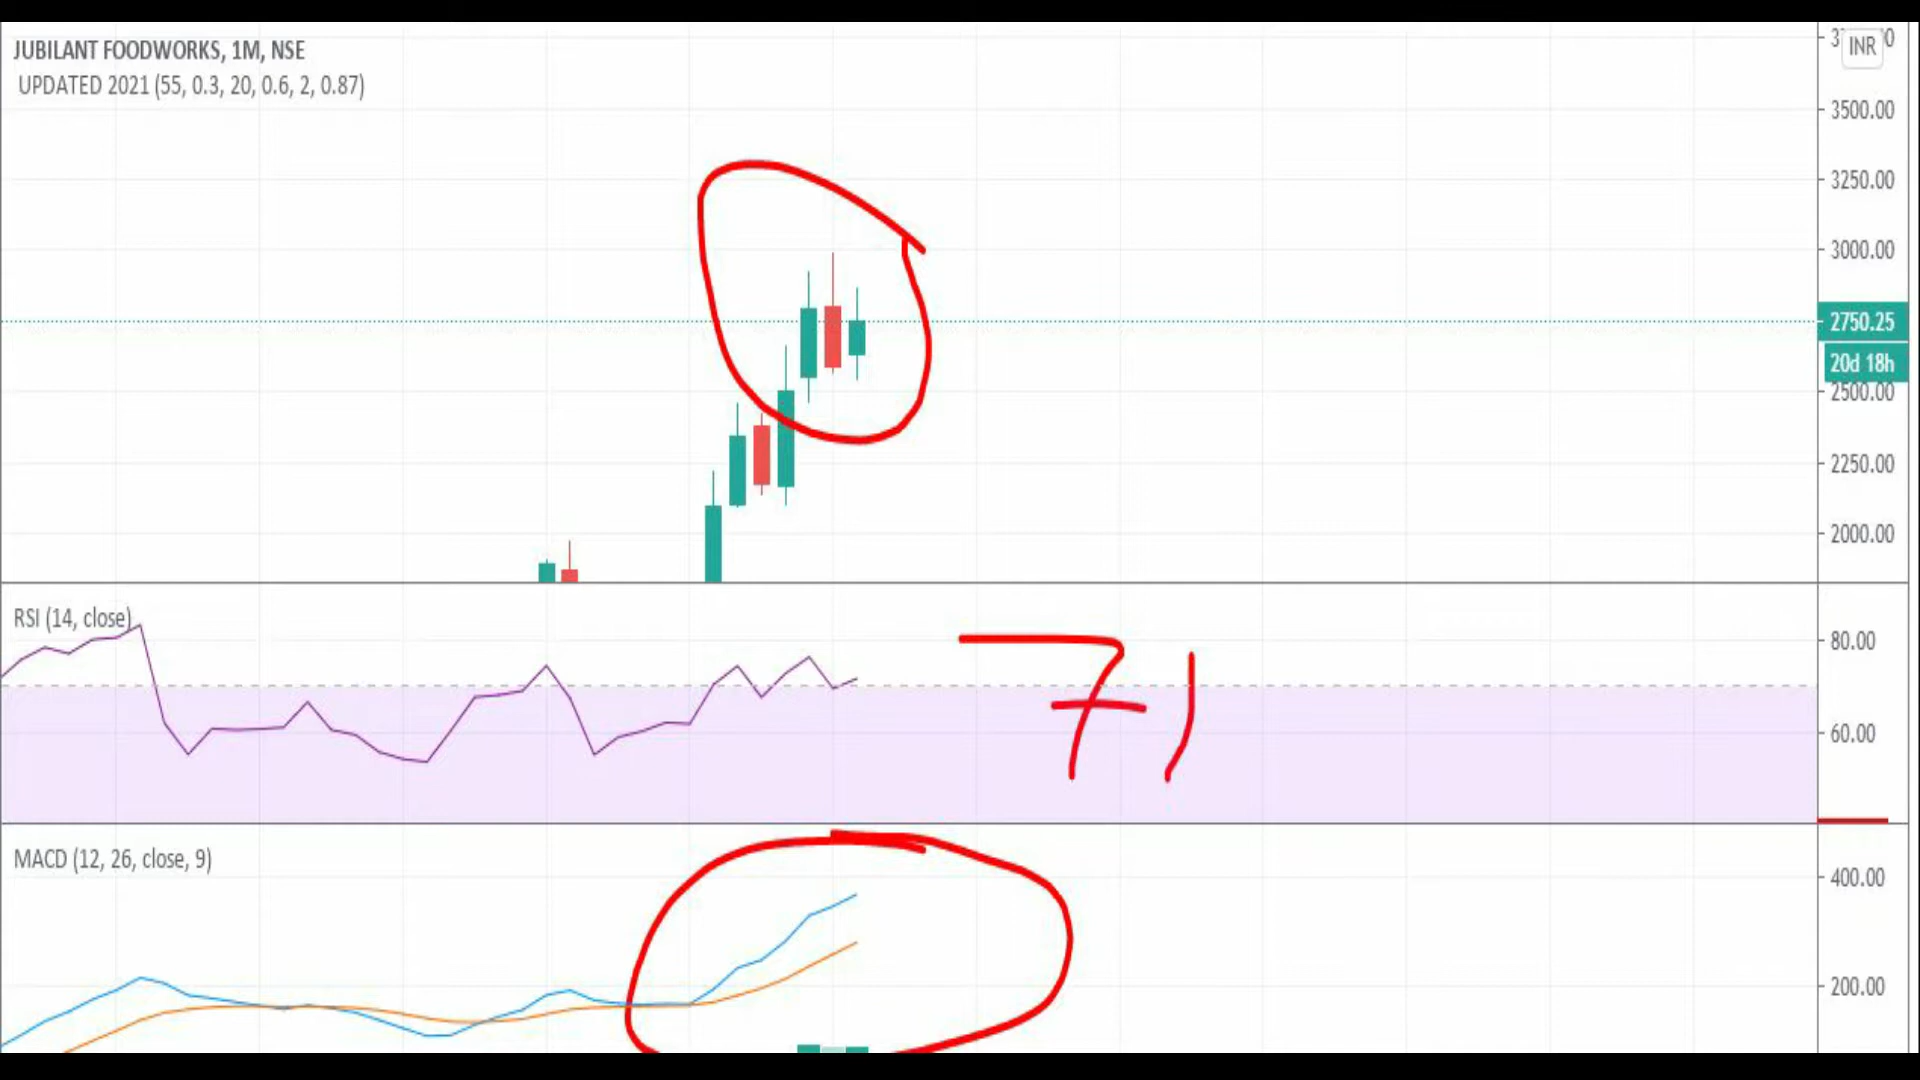 JUBILANT FOODWORKS, 1M, NSE
UPDATED 2021 (55, 0.3, 20, 0.6, 2, 0.87)
INR
3500.00
3250.00
3000.00
2750.25
20d 18h
2500.00
2250.00
2000.00
RSI (14, close)
80.00
71
60.00
MACD (12, 26, close, 9)
400.00
200.00